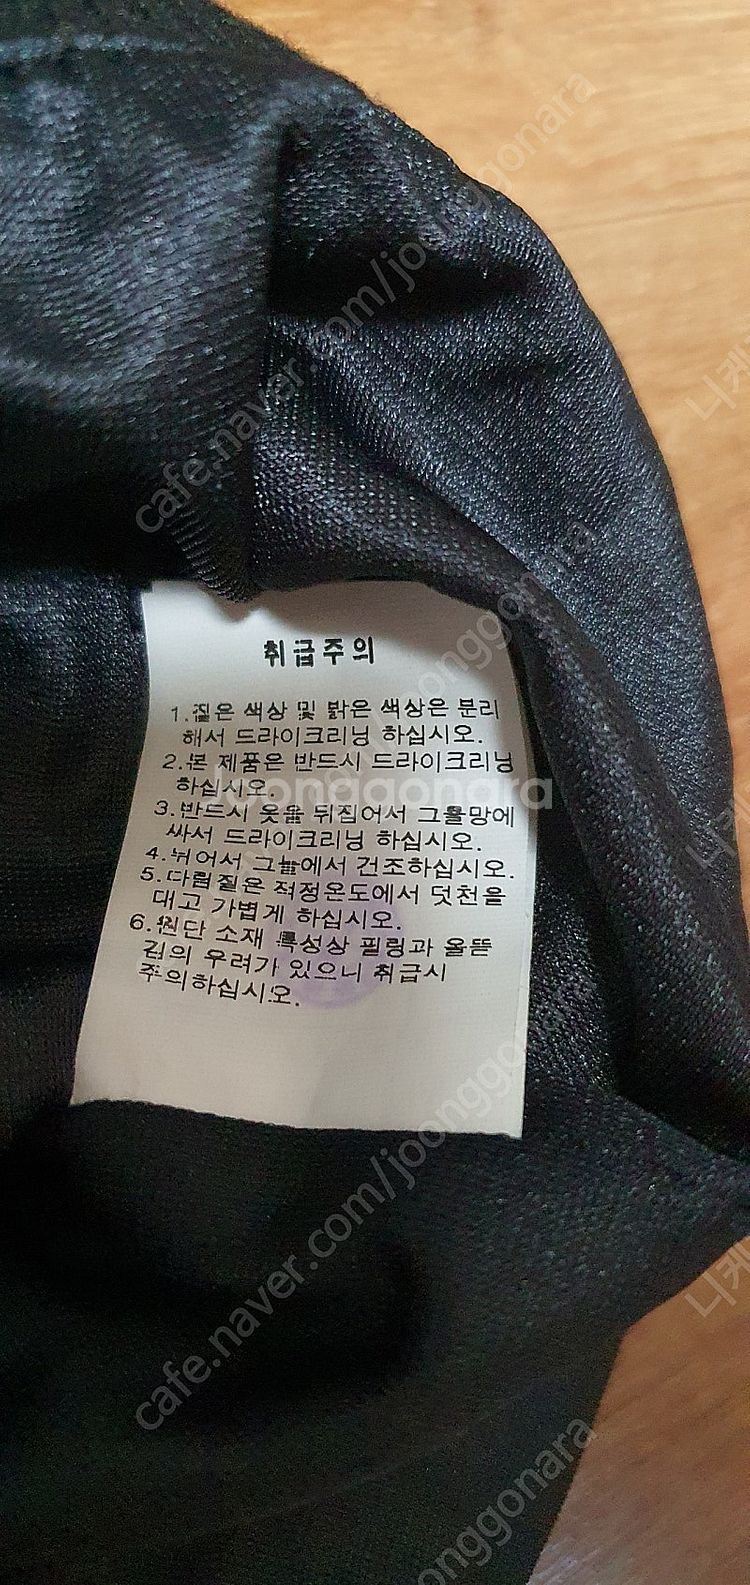 취급주의
1.짙은 색상 및 밝은 색상은 분리
해서 드라이크리닝 하십시오.
2.본 제품은 반드시 드라이크리닝
하십시오.
3.반드시 옷을 뒤집어서 그물망에
싸서 드라이크리닝 하십시오.
4.뉘어서 그늘에서 건조하십시오.
5.다림질은 적정온도에서 덧천을
대고 가볍게 하십시오.
6.원단 소재 특성상 필링과 올뜯
김의 우려가 있으니 취급시
주의하십시오.
joonggonara
cafe.naver.com/joonggonara
cafe.naver.com/joonggonara
joonggonara